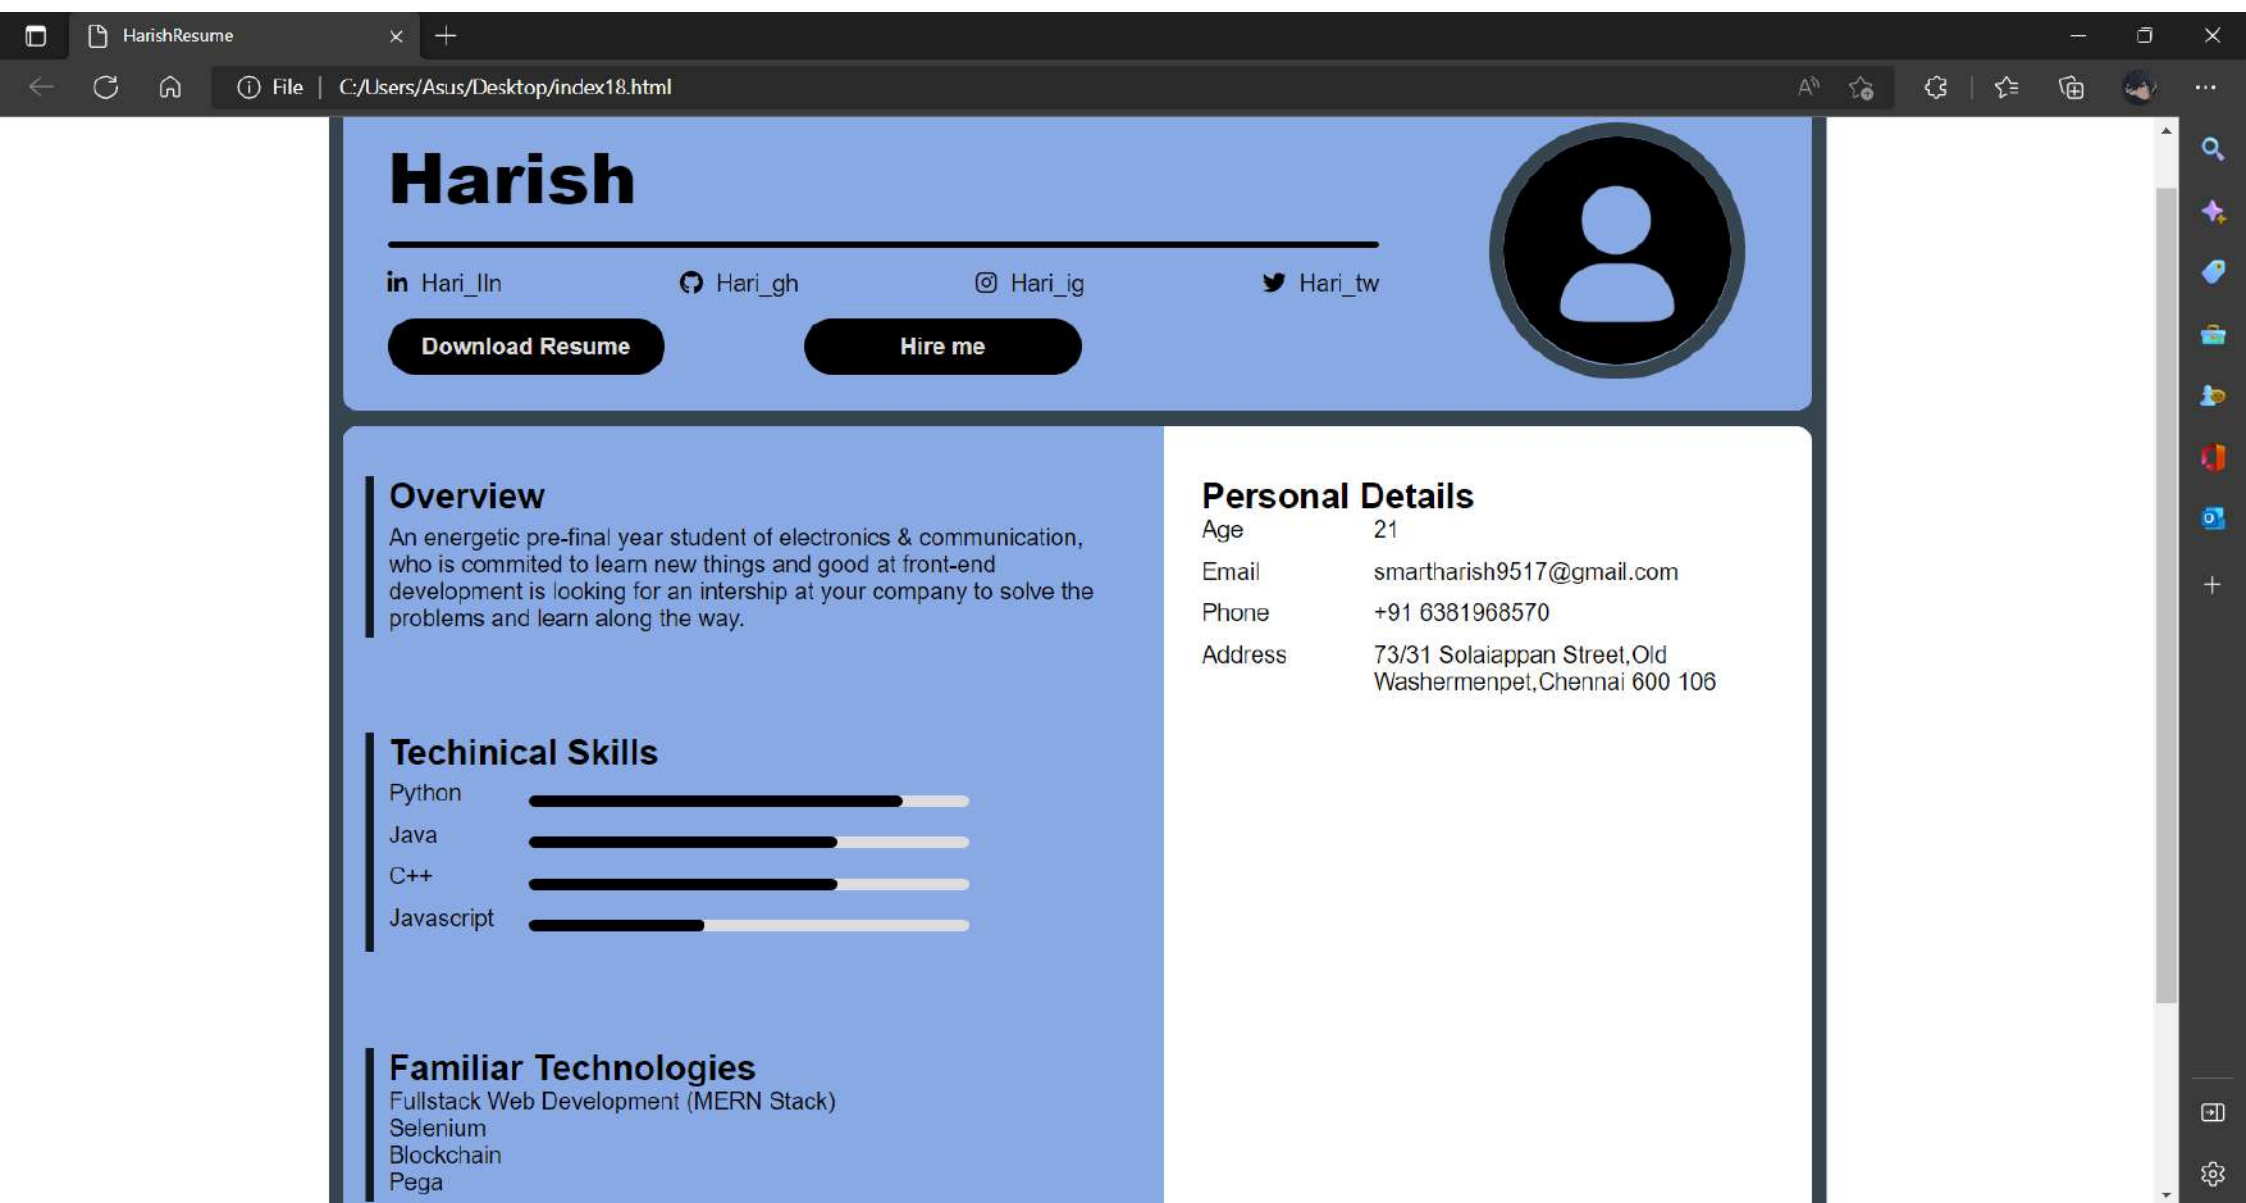 HarishResume
File | C:/Users/Asus/Desktop/index18.html
Harish
in Hari_lln Hari_gh Hari_ig Hari_tw
Download Resume Hire me
Overview
An energetic pre-final year student of electronics & communication,
who is commited to learn new things and good at front-end
development is looking for an intership at your company to solve the
problems and learn along the way.
Personal Details
Age 21
Email smartharish9517@gmail.com
Phone +91 6381968570
Address 73/31 Solaiappan Street,Old
Washermenpet,Chennai 600 106
Techinical Skills
Python
Java
C++
Javascript
Familiar Technologies
Fullstack Web Development (MERN Stack)
Selenium
Blockchain
Pega